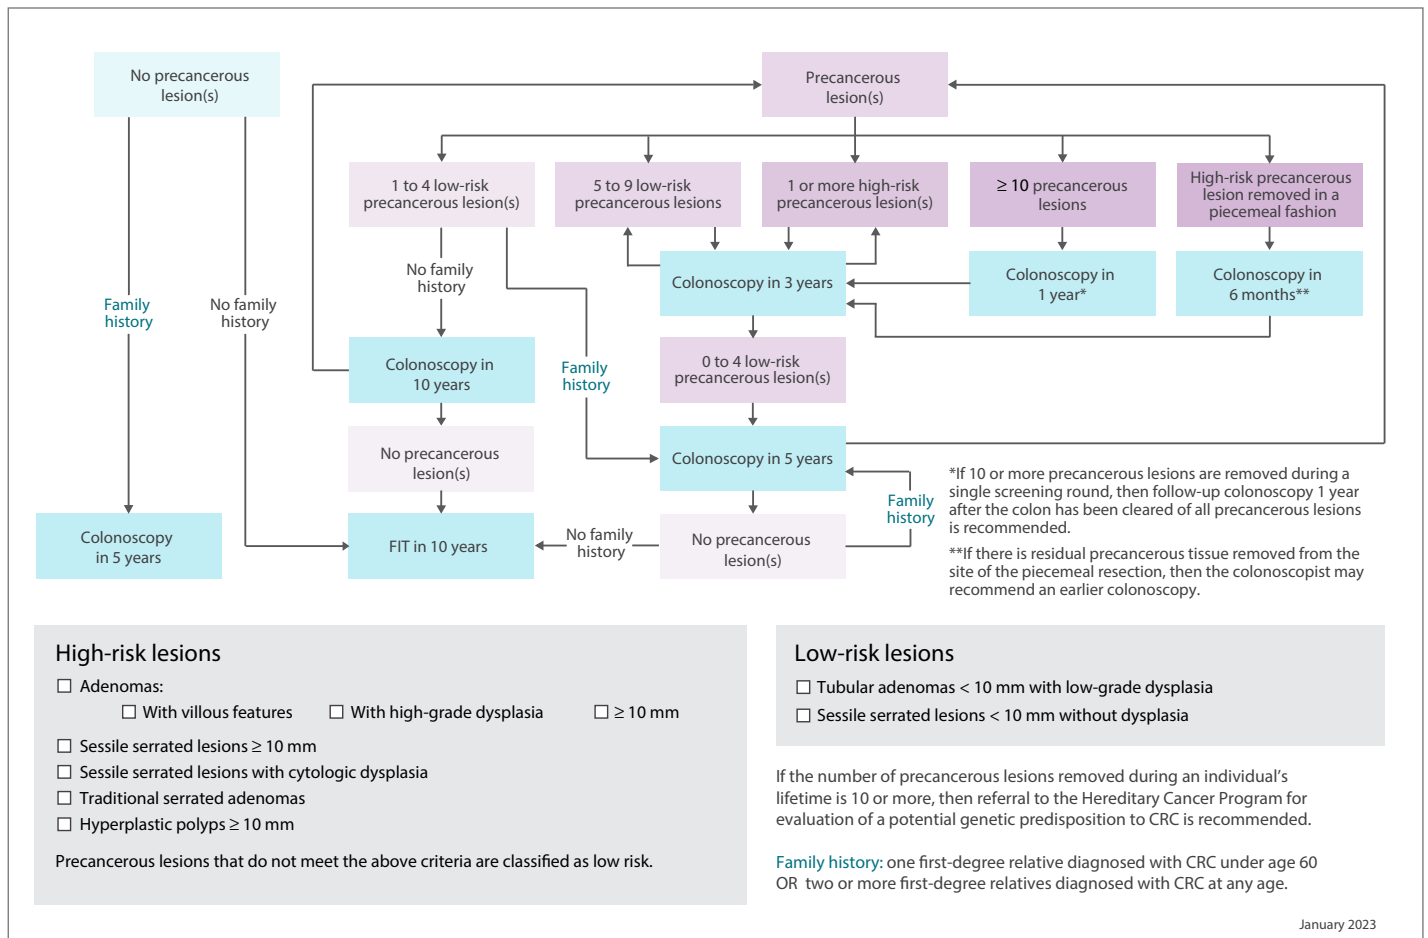 No precancerous
lesion(s)
Precancerous
lesion(s)
1 to 4 low-risk
precancerous lesion(s)
5 to 9 low-risk
precancerous lesions
1 or more high-risk
precancerous lesion(s)
≥ 10 precancerous
lesions
High-risk precancerous
lesion removed in a
piecemeal fashion
Family
history
No family
history
No family
history
Colonoscopy in 3 years
Colonoscopy in
1 year*
Colonoscopy in
6 months**
Colonoscopy in
10 years
Family
history
0 to 4 low-risk
precancerous lesion(s)
No precancerous
lesion(s)
Colonoscopy in 5 years
Family
history
Colonoscopy
in 5 years
FIT in 10 years
No family
history
No precancerous
lesion(s)
*If 10 or more precancerous lesions are removed during a
single screening round, then follow-up colonoscopy 1 year
after the colon has been cleared of all precancerous lesions
is recommended.
**If there is residual precancerous tissue removed from the
site of the piecemeal resection, then the colonoscopist may
recommend an earlier colonoscopy.
High-risk lesions
☐ Adenomas:
☐ With villous features ☐ With high-grade dysplasia ☐ ≥ 10 mm
☐ Sessile serrated lesions ≥ 10 mm
☐ Sessile serrated lesions with cytologic dysplasia
☐ Traditional serrated adenomas
☐ Hyperplastic polyps ≥ 10 mm
Precancerous lesions that do not meet the above criteria are classified as low risk.
Low-risk lesions
☐ Tubular adenomas < 10 mm with low-grade dysplasia
☐ Sessile serrated lesions < 10 mm without dysplasia
If the number of precancerous lesions removed during an individual's
lifetime is 10 or more, then referral to the Hereditary Cancer Program for
evaluation of a potential genetic predisposition to CRC is recommended.
Family history: one first-degree relative diagnosed with CRC under age 60
OR two or more first-degree relatives diagnosed with CRC at any age.
January 2023